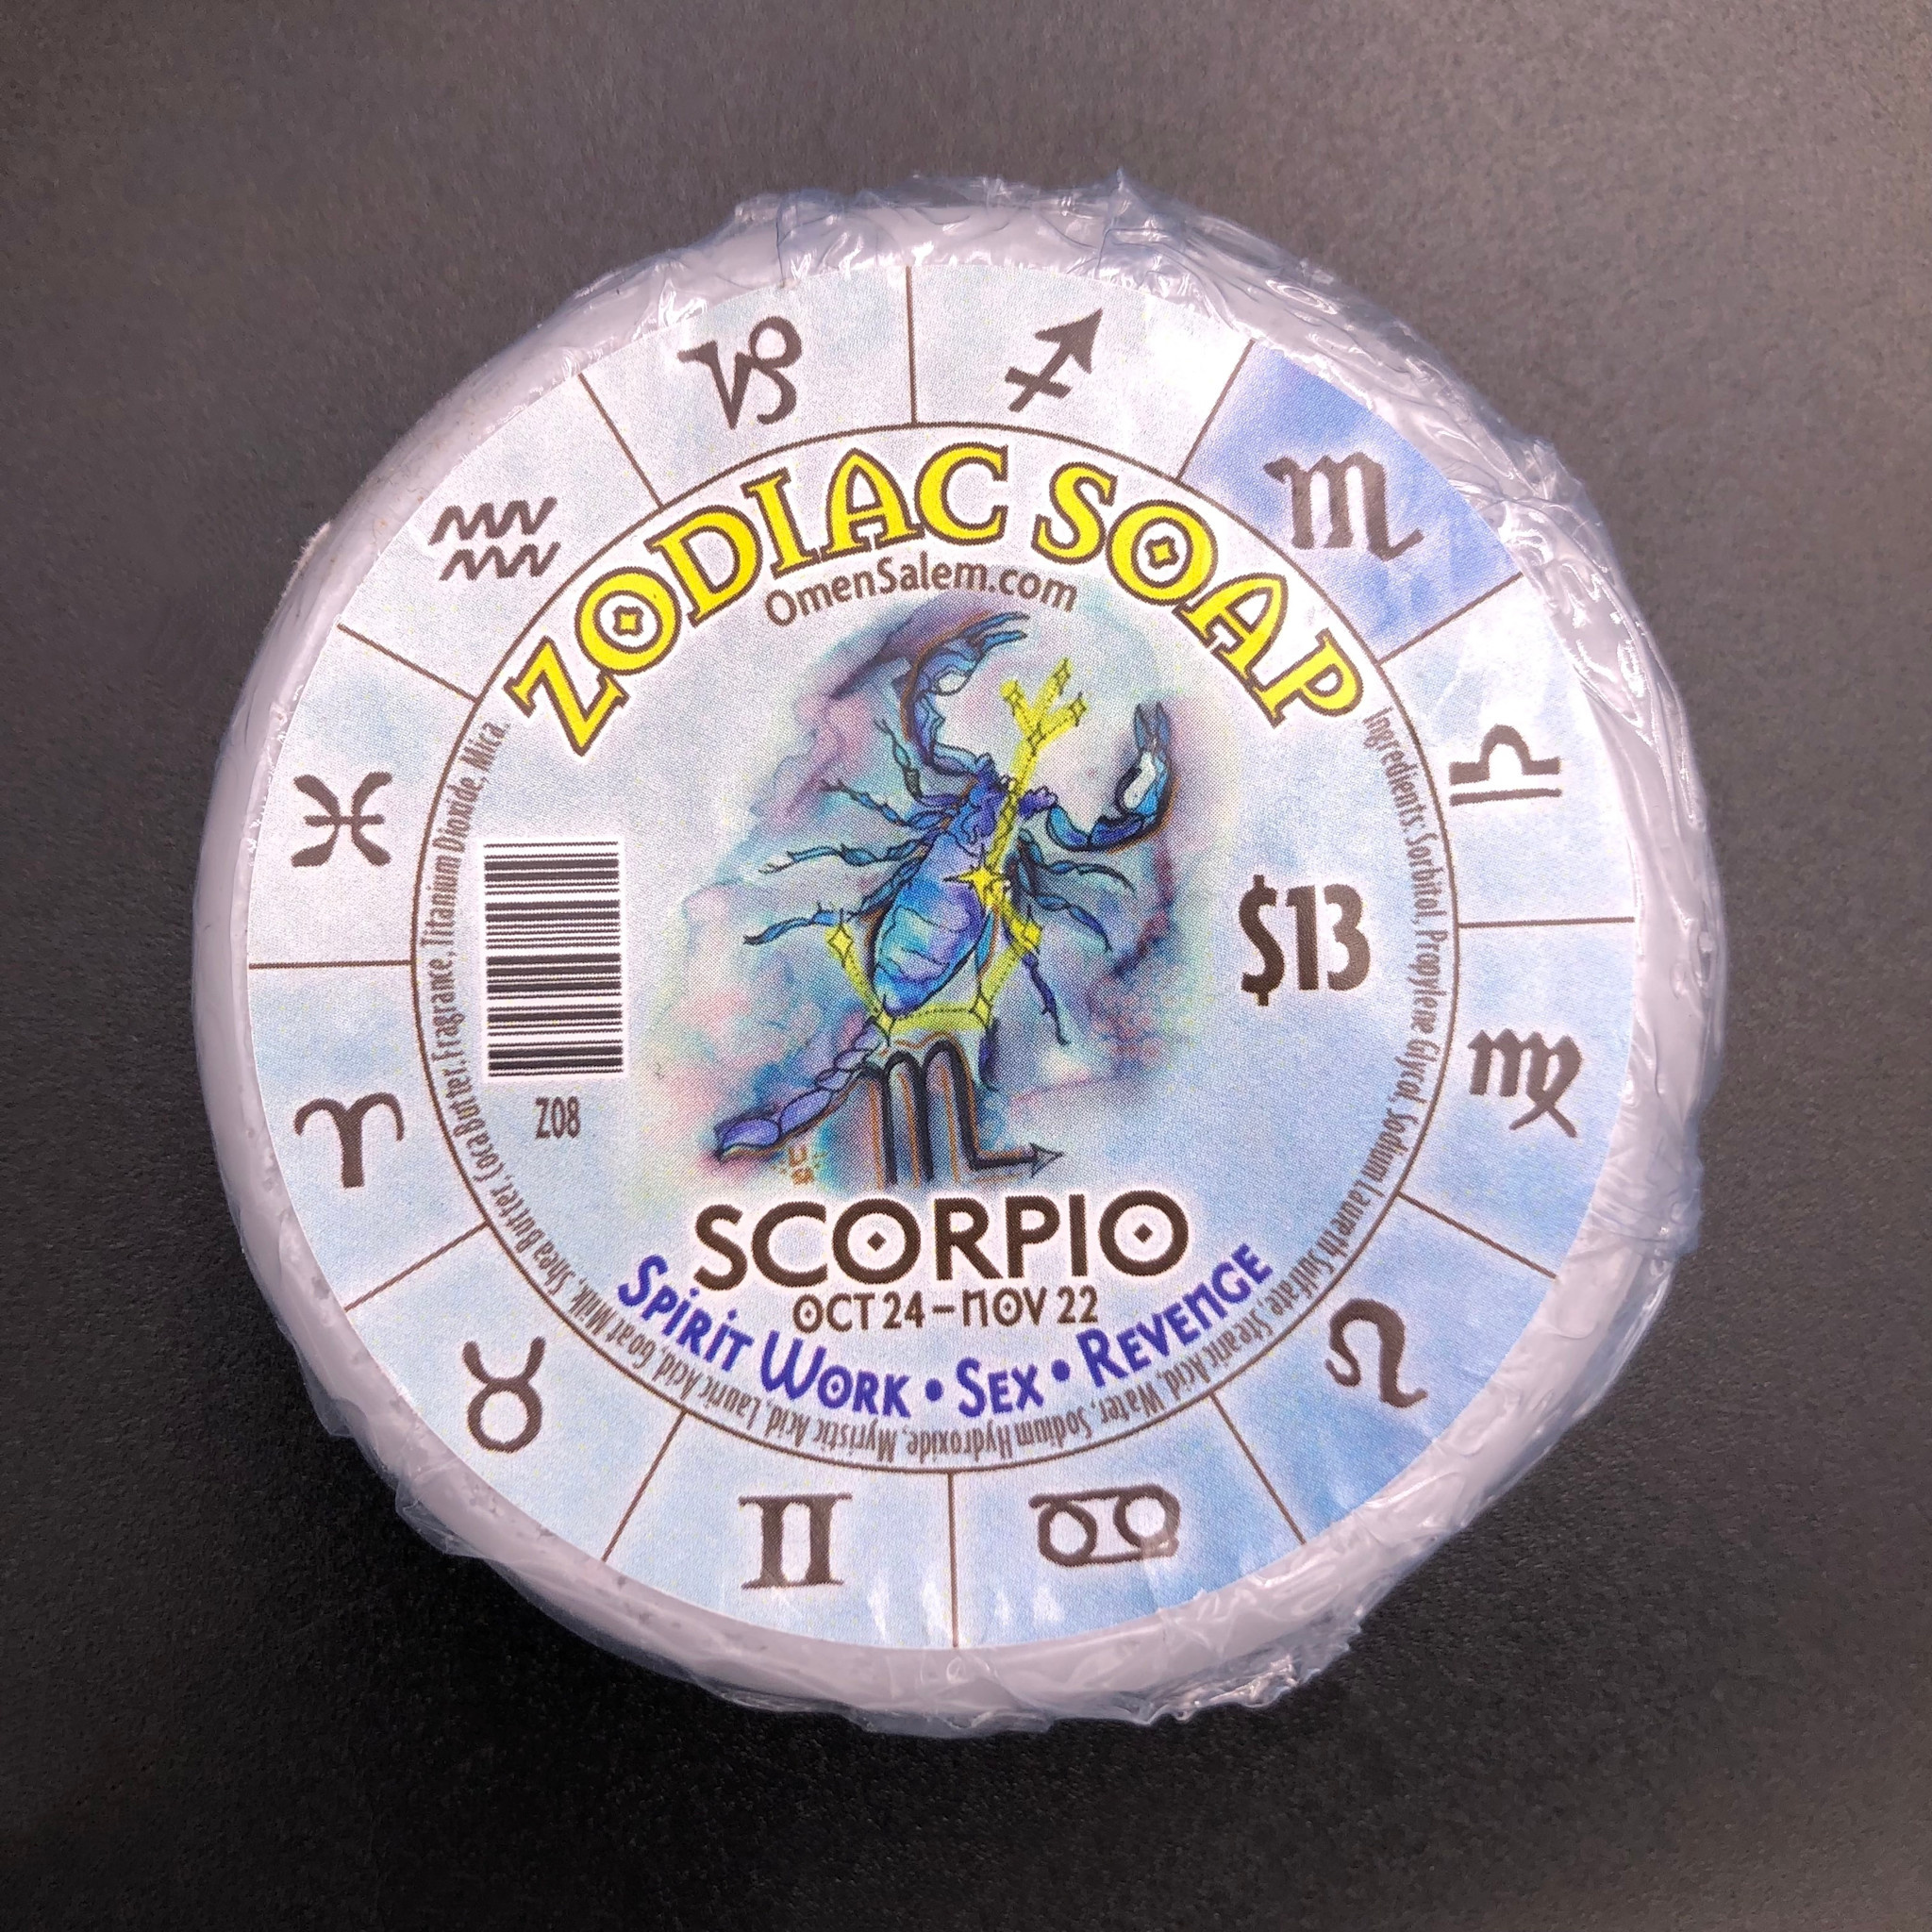 ZODIAC SOAP
OmenSalem.com
$13
Z08
SCORPIO
OCT 24 – NOV 22
Spirit Work • Sex • Revenge
Ingredients: Sorbitol, Propylene Glycol, Sodium Laureth Sulfate, Stearic Acid, Water, Sodium Hydroxide, Myristic Acid, Lauric Acid, Goat Milk, Shea Butter, Cocoa Butter, Fragrance, Titanium Dioxide, Mica.